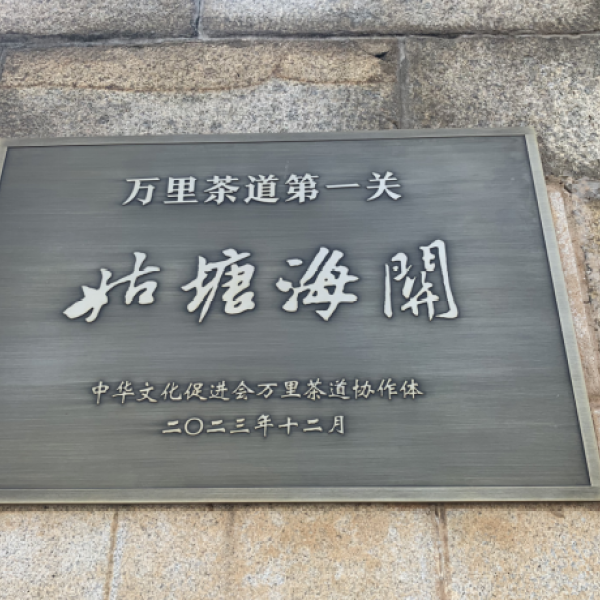 万里茶道第一关
姑塘海関
中华文化促进会万里茶道协作体
二〇二三年十二月